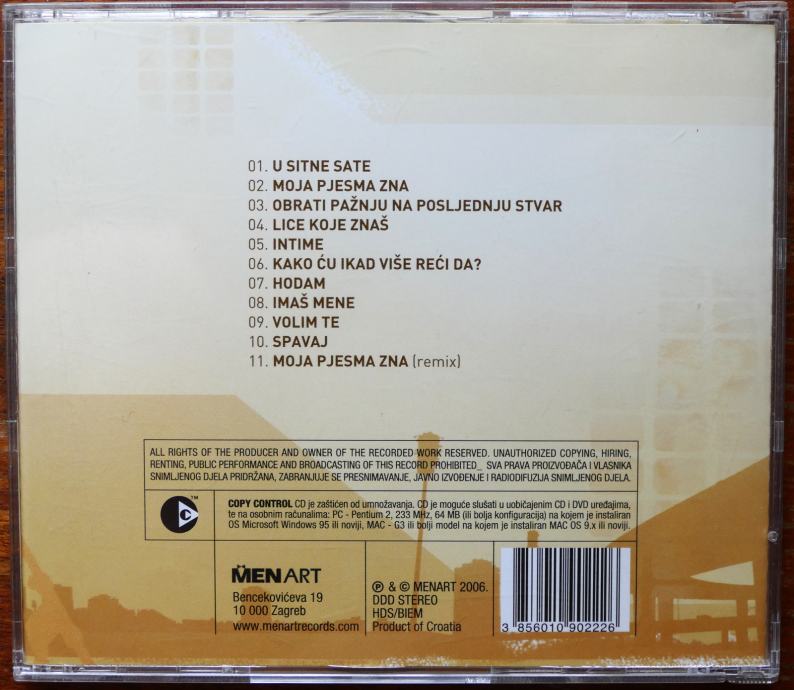 01. U SITNE SATE
02. MOJA PJESMA ZNA
03. OBRATI PAŽNJU NA POSLJEDNJU STVAR
04. LICE KOJE ZNAŠ
05. INTIME
06. KAKO ĆU IKAD VIŠE REĆI DA?
07. HODAM
08. IMAŠ MENE
09. VOLIM TE
10. SPAVAJ
11. MOJA PJESMA ZNA (remix)
ALL RIGHTS OF THE PRODUCER AND OWNER OF THE RECORDED WORK RESERVED. UNAUTHORIZED COPYING, HIRING,
RENTING, PUBLIC PERFORMANCE AND BROADCASTING OF THIS RECORD PROHIBITED_ SVA PRAVA PROIZVOĐAČA I VLASNIKA
SNIMLJENOG DJELA PRIDRŽANA, ZABRANJUJE SE PRESNIMAVANJE, JAVNO IZVOĐENJE I RADIODIFUZIJA SNIMLJENOG DJELA.
TM
COPY CONTROL CD je zaštićen od umnožavanja. CD je moguće slušati u uobičajenim CD i DVD uređajima,
te na osobnim računalima: PC - Pentium 2, 233 MHz, 64 MB (ili bolja konfiguracija) na kojem je instaliran
OS Microsoft Windows 95 ili noviji, MAC - G3 ili bolji model na kojem je instaliran MAC OS 9.x ili noviji.
MENART
Bencekovićeva 19
10 000 Zagreb
www.menartrecords.com
℗ & © MENART 2006.
DDD STEREO
HDS/BIEM
Product of Croatia
3 856010 902226